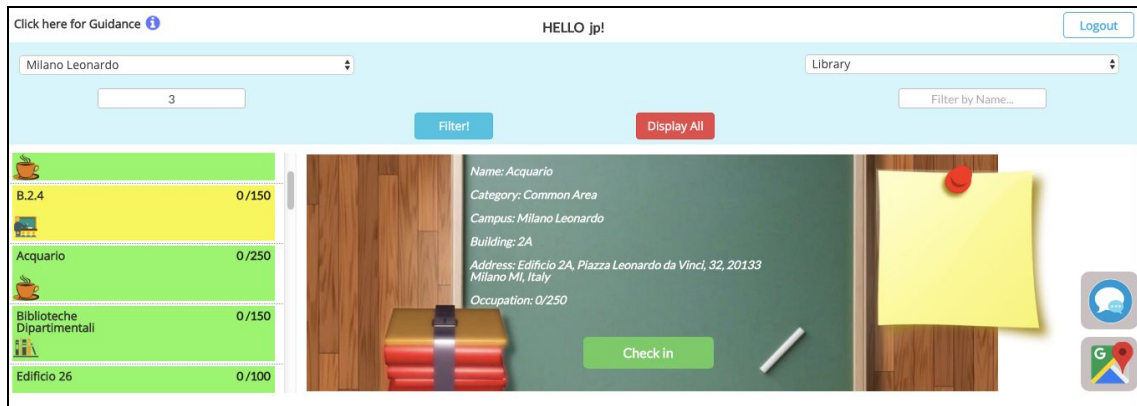 Click here for Guidance
HELLO jp!
Logout
Milano Leonardo
Library
3
Filter by Name...
Filter!
Display All
B.2.4 0/150
Acquario 0/250
Biblioteche 0/150
Dipartimentali
Edificio 26 0/100
Name: Acquario
Category: Common Area
Campus: Milano Leonardo
Building: 2A
Address: Edificio 2A, Piazza Leonardo da Vinci, 32, 20133
Milano MI, Italy
Occupation: 0/250
Check in
G